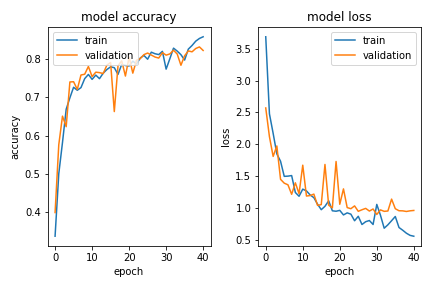 model accuracy
train
validation
0.8
0.7
0.6
0.5
0.4
accuracy
0 10 20 30 40
epoch
model loss
train
validation
3.5
3.0
2.5
2.0
1.5
1.0
0.5
loss
0 10 20 30 40
epoch